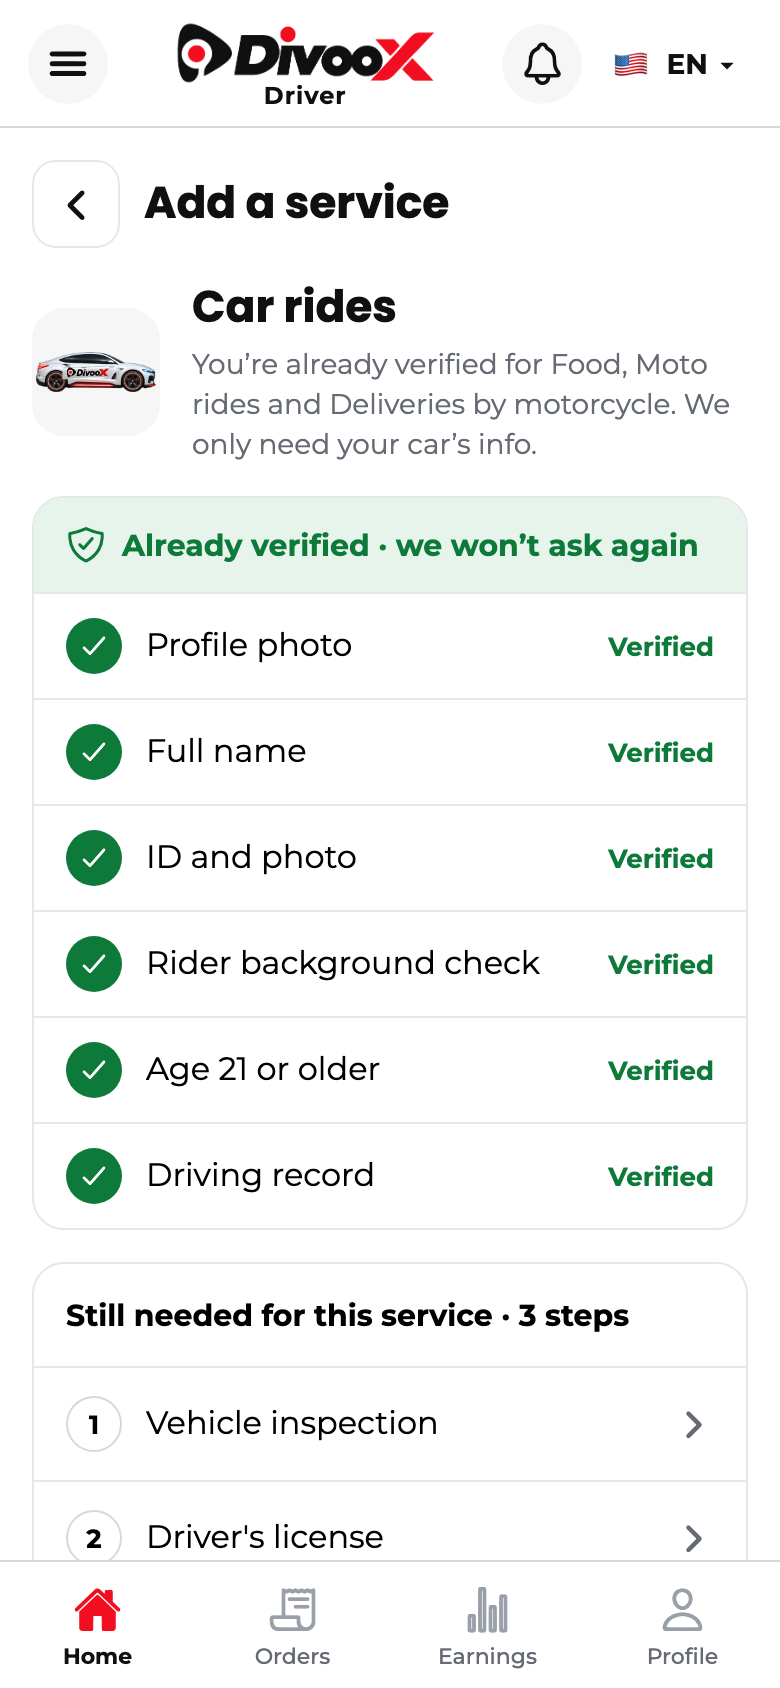 DivooX
Driver
EN
Add a service
Car rides
You’re already verified for Food, Moto
rides and Deliveries by motorcycle. We
only need your car’s info.
DivooX
Already verified · we won’t ask again
Profile photo Verified
Full name Verified
ID and photo Verified
Rider background check Verified
Age 21 or older Verified
Driving record Verified
Still needed for this service · 3 steps
1 Vehicle inspection
2 Driver's license
Home Orders Earnings Profile